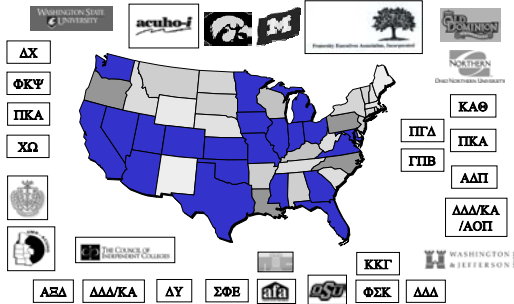 WASHINGTON STATE
UNIVERSITY
acuho-i
M
Fraternity Executives Association, Incorporated
OLD DOMINION
NORTHERN
OHIO NORTHERN UNIVERSITY
ΔΧ
ΦΚΨ
ΠΚΑ
ΧΩ
ΚΑΘ
ΠΓΔ
ΠΚΑ
ΓΠΒ
ΑΔΠ
ΔΔΔ/ΚΑ
/ΑΟΠ
THE COUNCIL OF
INDEPENDENT COLLEGES
ΚΚΓ
WASHINGTON
& JEFFERSON
ΑΞΔ
ΔΔΔ/ΚΑ
ΔΥ
ΣΦΕ
afa
OSU
ΦΣΚ
ΔΔΔ